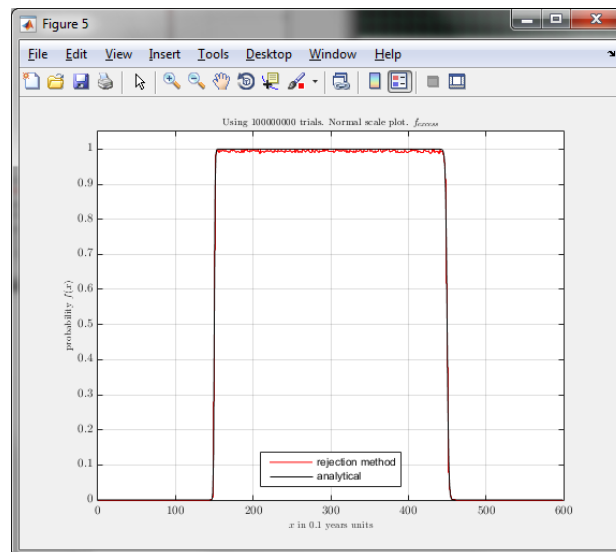 Figure 5
File Edit View Insert Tools Desktop Window Help
Using 100000000 trials. Normal scale plot. f_excess
1
0.9
0.8
0.7
0.6
0.5
0.4
0.3
0.2
0.1
0
probability f(x)
rejection method
analytical
0 100 200 300 400 500 600
x in 0.1 years units